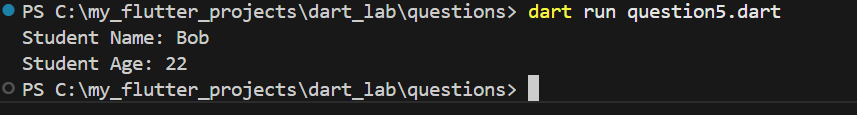 PS C:\my_flutter_projects\dart_lab\questions> dart run question5.dart
Student Name: Bob
Student Age: 22
PS C:\my_flutter_projects\dart_lab\questions>